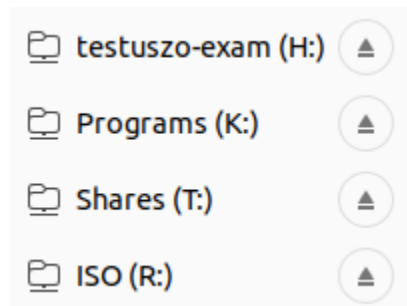 testuszo-exam (H:)
Programs (K:)
Shares (T:)
ISO (R:)